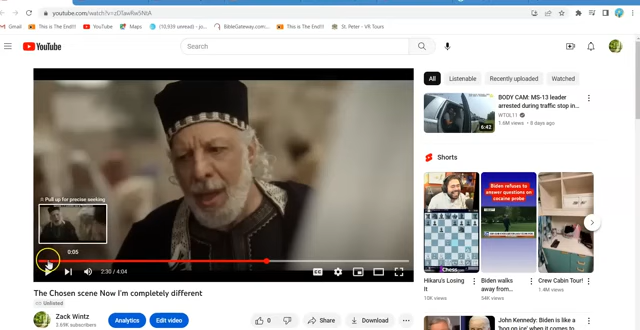 youtube.com/watch?v=zDTawRw5NtA
Gmail
This is The End!!!
YouTube
Maps
(10,939 unread) - jo...
BibleGateway.com:...
This is The End!!!
St. Peter - VR Tours
YouTube
Search
Pull up for precise seeking
0:05
2:30 / 4:04
CC
The Chosen scene Now I'm completely different
Unlisted
Zack Wintz
3.69K subscribers
Analytics
Edit video
0
Share
Download
All
Listenable
Recently uploaded
Watched
BODY CAM: MS-13 leader
arrested during traffic stop in...
WTOL11
1.6M views • 8 days ago
6:42
Shorts
Chess
Biden refuses to
answer questions on
cocaine probe
Hikaru's Losing
It
10K views
Biden walks
away from...
54K views
Crew Cabin Tour!
1.4M views
John Kennedy: Biden is like a
'hog on ice' when it comes to